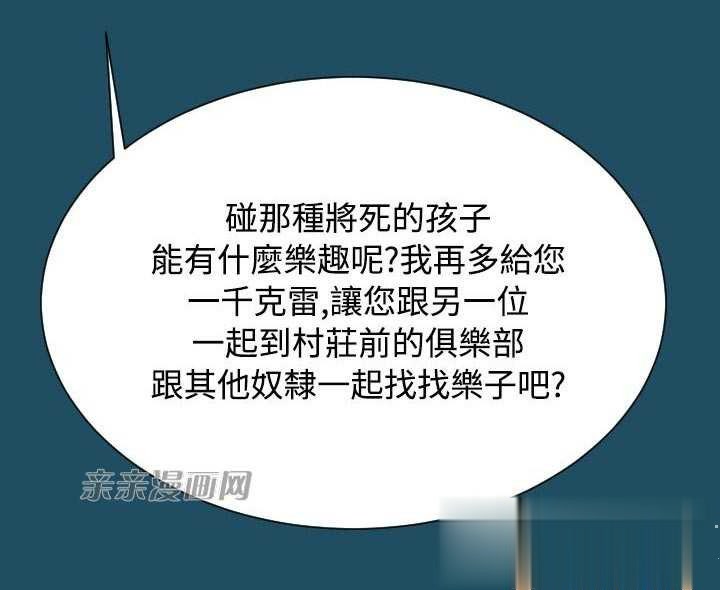 碰那種將死的孩子
能有什麼樂趣呢?我再多給您
一千克雷,讓您跟另一位
一起到村莊前的俱樂部
跟其他奴隸一起找找樂子吧?
亲亲漫画网